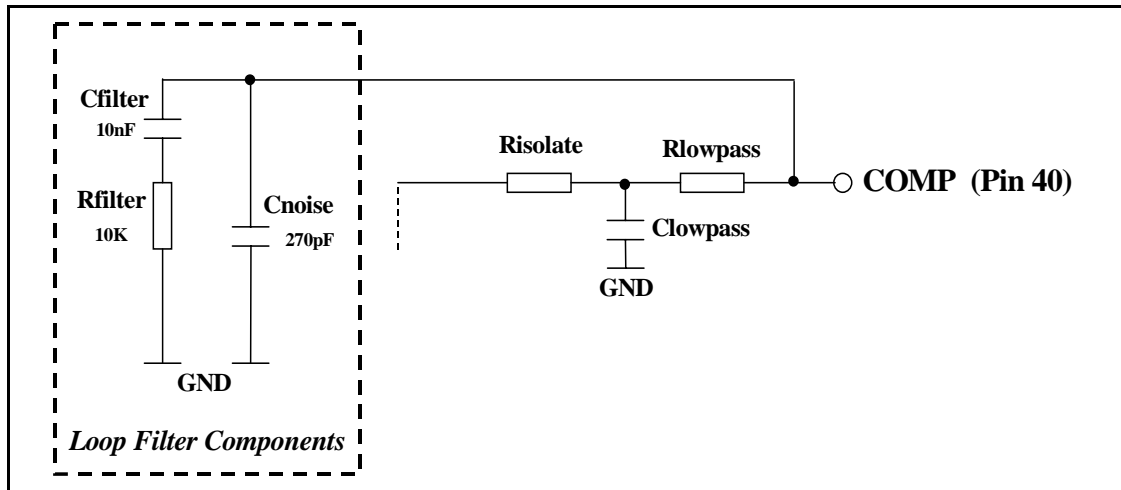 Cfilter
10nF
Rfilter
10K
Cnoise
270pF
GND
Loop Filter Components
Risolate
Rlowpass
Clowpass
GND
COMP (Pin 40)